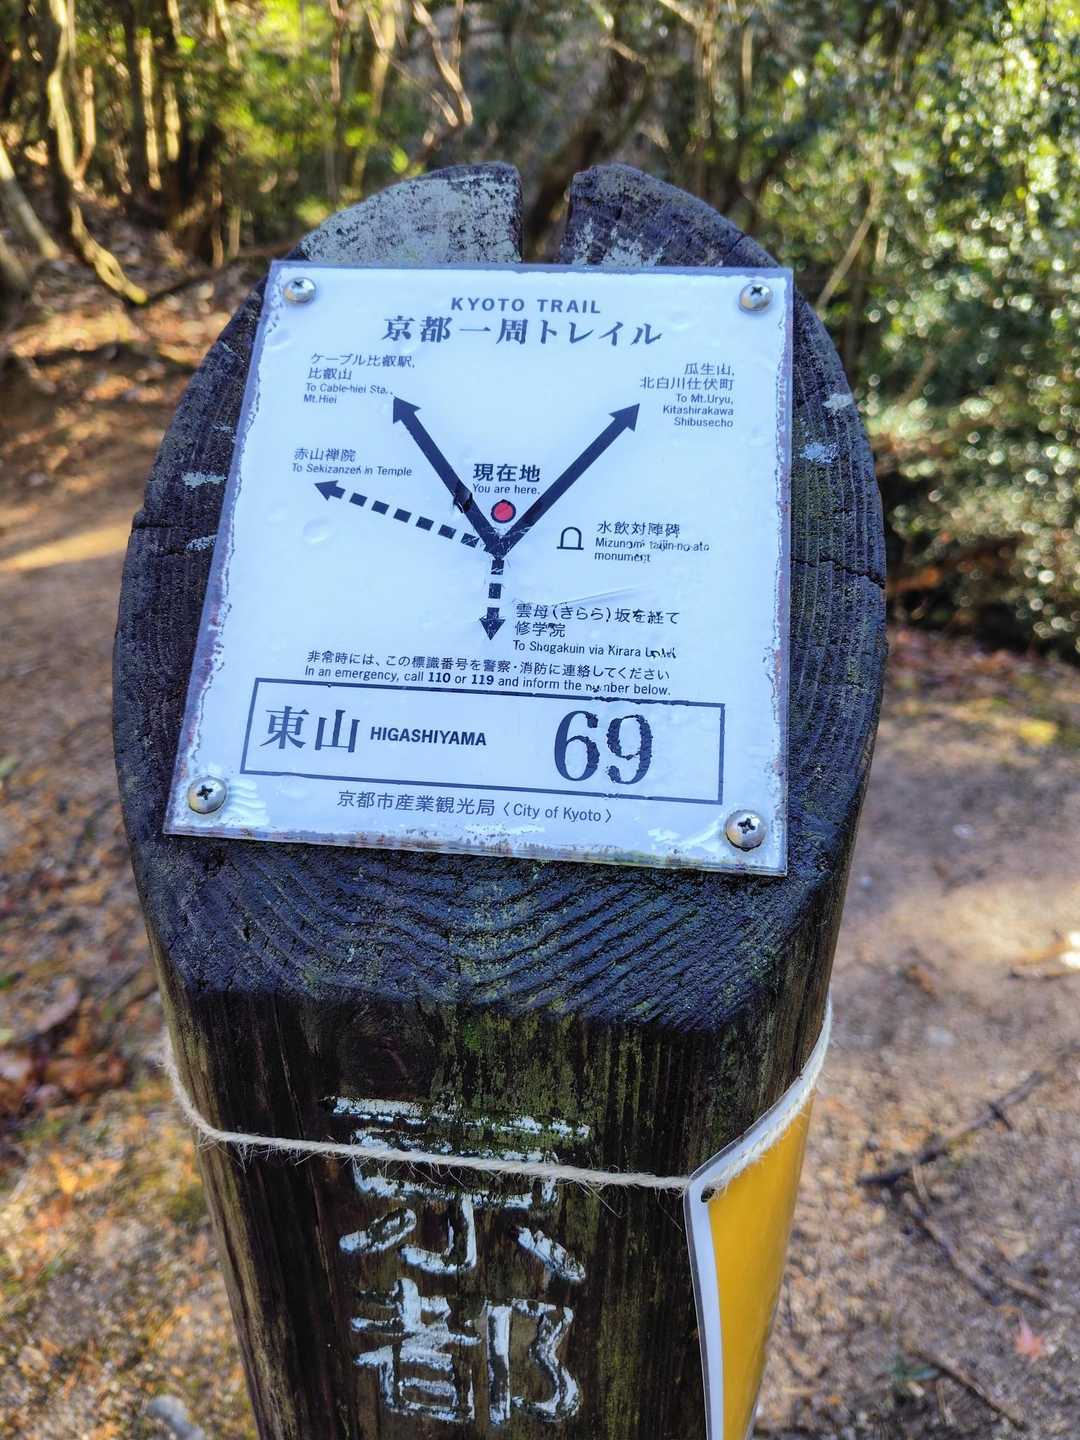 KYOTO TRAIL
京都一周トレイル
ケーブル比叡駅,
比叡山
To Cable-hiei Sta.,
Mt.Hiei
瓜生山,
北白川仕伏町
To Mt.Uryu,
Kitashirakawa
Shibusecho
赤山禅院
To Sekizanzen in Temple
現在地
You are here.
水飲対陣碑
Mizunomi taijin-no-ato
monument
雲母(きらら)坂を経て
修学院
To Shugakuin via Kirara
非常時には、この標識番号を警察・消防に連絡してください
In an emergency, call 110 or 119 and inform the number below.
東山 HIGASHIYAMA 69
京都市産業観光局〈City of Kyoto〉
京都